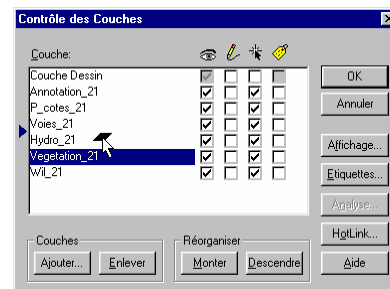 Contrôle des Couches
Couche:
Couche Dessin
Annotation_21
P_cotes_21
Voies_21
Hydro_21
Vegetation_21
Wil_21
OK
Annuler
Affichage...
Etiquettes...
Analyse...
HotLink...
Aide
Couches
Ajouter...
Enlever
Réorganiser
Monter
Descendre